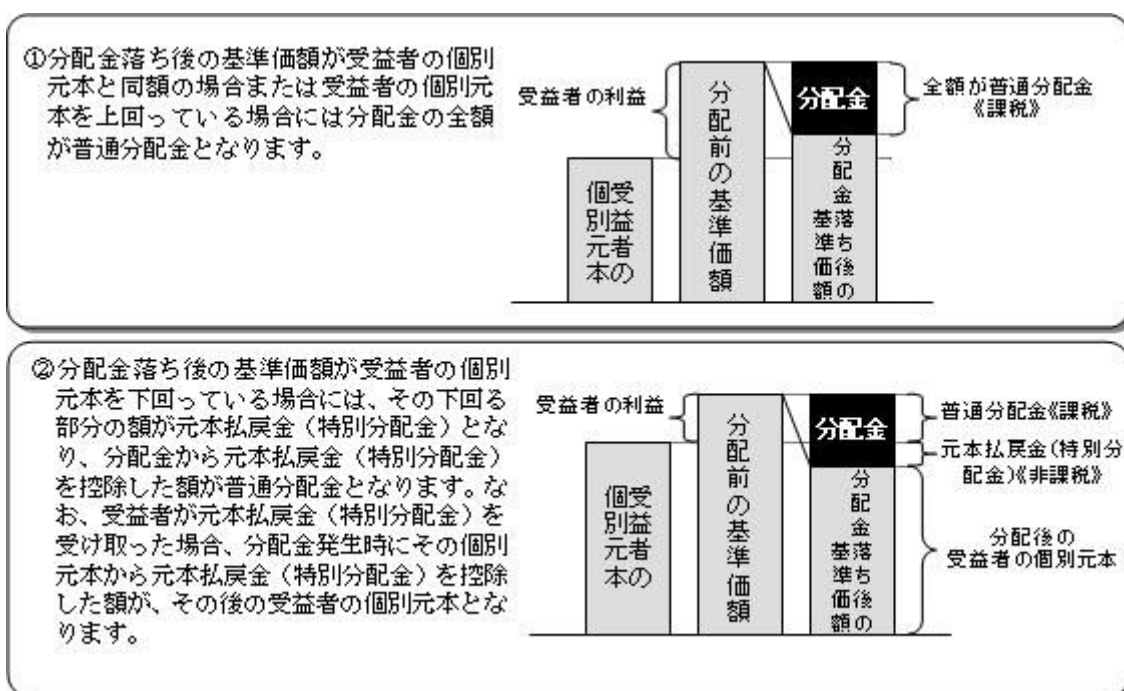 ①分配金落ち後の基準価額が受益者の個別
元本と同額の場合または受益者の個別元
本を上回っている場合には分配金の全額
が普通分配金となります。
受益者の利益
受益者の
個別元本
分配前の基準価額
分配金
分配金落ち後の
基準価額
全額が普通分配金
《課税》
②分配金落ち後の基準価額が受益者の個別
元本を下回っている場合には、その下回る
部分の額が元本払戻金（特別分配金）とな
り、分配金から元本払戻金（特別分配金）
を控除した額が普通分配金となります。な
お、受益者が元本払戻金（特別分配金）を
受け取った場合、分配金発生時にその個別
元本から元本払戻金（特別分配金）を控除
した額が、その後の受益者の個別元本とな
ります。
受益者の利益
受益者の
個別元本
分配前の基準価額
分配金
分配金落ち後の
基準価額
普通分配金《課税》
元本払戻金（特別分
配金）《非課税》
分配後の
受益者の個別元本